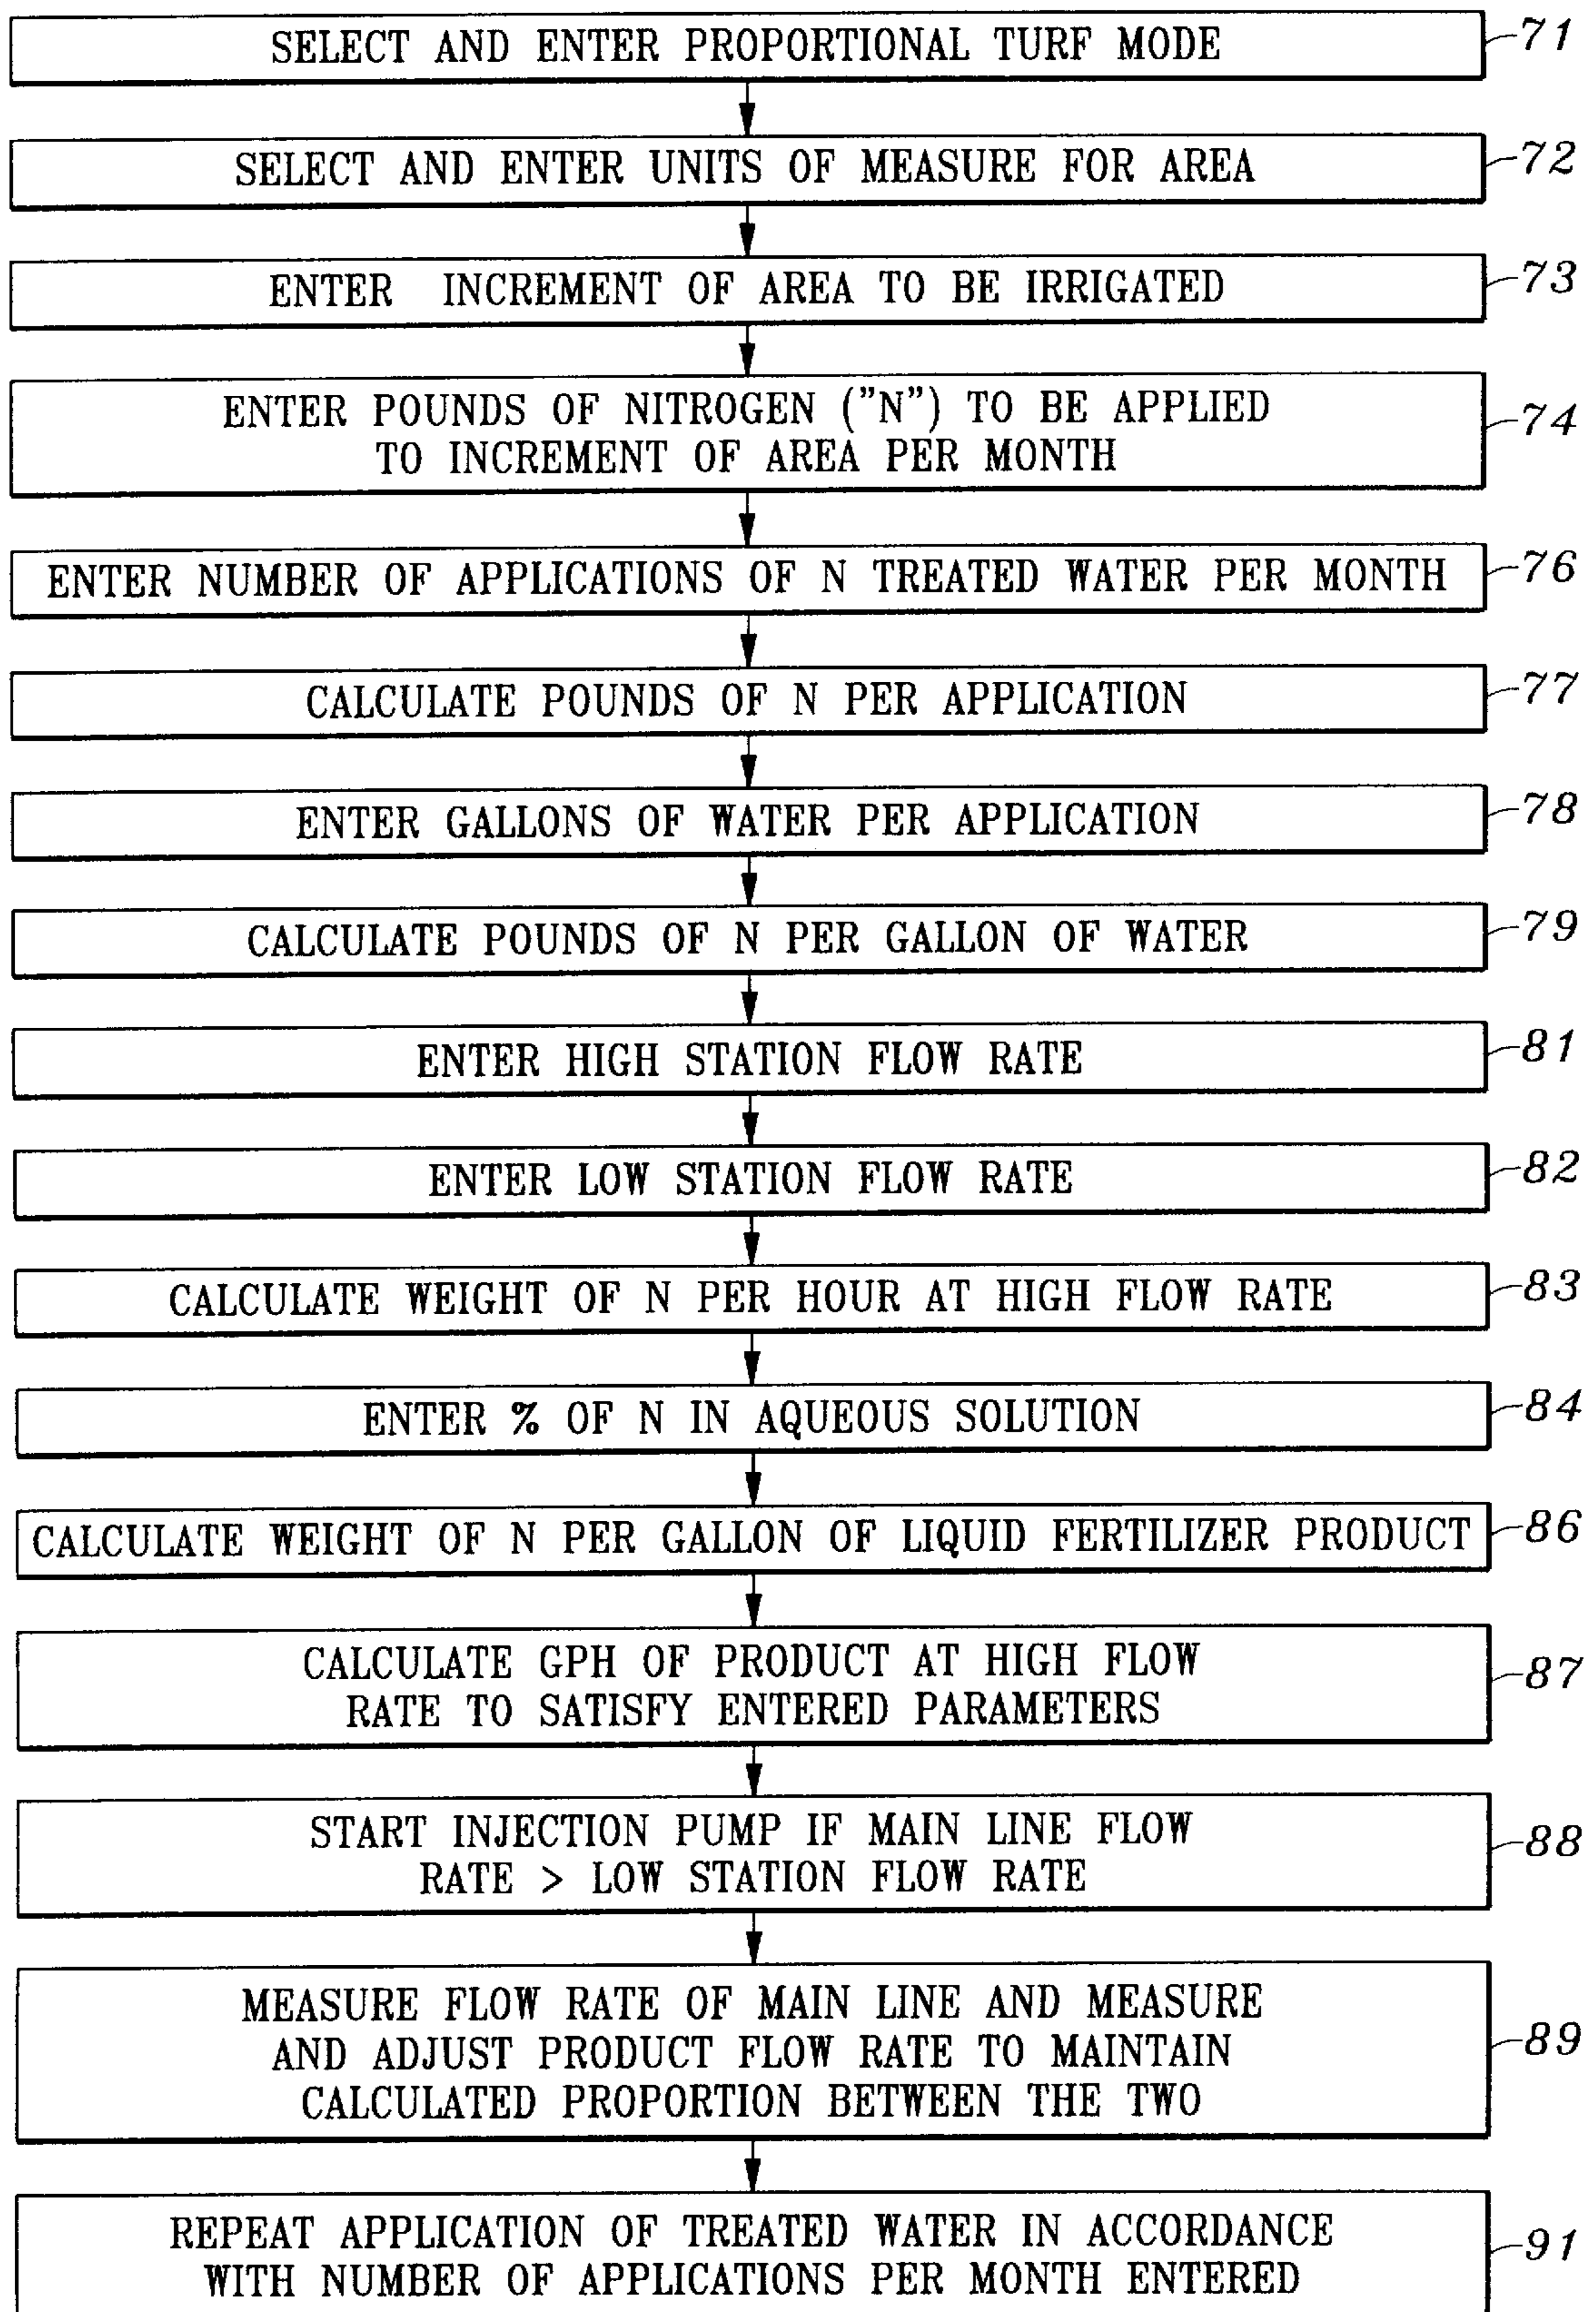 SELECT AND ENTER PROPORTIONAL TURF MODE 71
SELECT AND ENTER UNITS OF MEASURE FOR AREA 72
ENTER INCREMENT OF AREA TO BE IRRIGATED 73
ENTER POUNDS OF NITROGEN ("N") TO BE APPLIED
TO INCREMENT OF AREA PER MONTH 74
ENTER NUMBER OF APPLICATIONS OF N TREATED WATER PER MONTH 76
CALCULATE POUNDS OF N PER APPLICATION 77
ENTER GALLONS OF WATER PER APPLICATION 78
CALCULATE POUNDS OF N PER GALLON OF WATER 79
ENTER HIGH STATION FLOW RATE 81
ENTER LOW STATION FLOW RATE 82
CALCULATE WEIGHT OF N PER HOUR AT HIGH FLOW RATE 83
ENTER % OF N IN AQUEOUS SOLUTION 84
CALCULATE WEIGHT OF N PER GALLON OF LIQUID FERTILIZER PRODUCT 86
CALCULATE GPH OF PRODUCT AT HIGH FLOW
RATE TO SATISFY ENTERED PARAMETERS 87
START INJECTION PUMP IF MAIN LINE FLOW
RATE > LOW STATION FLOW RATE 88
MEASURE FLOW RATE OF MAIN LINE AND MEASURE
AND ADJUST PRODUCT FLOW RATE TO MAINTAIN 89
CALCULATED PROPORTION BETWEEN THE TWO
REPEAT APPLICATION OF TREATED WATER IN ACCORDANCE
WITH NUMBER OF APPLICATIONS PER MONTH ENTERED 91